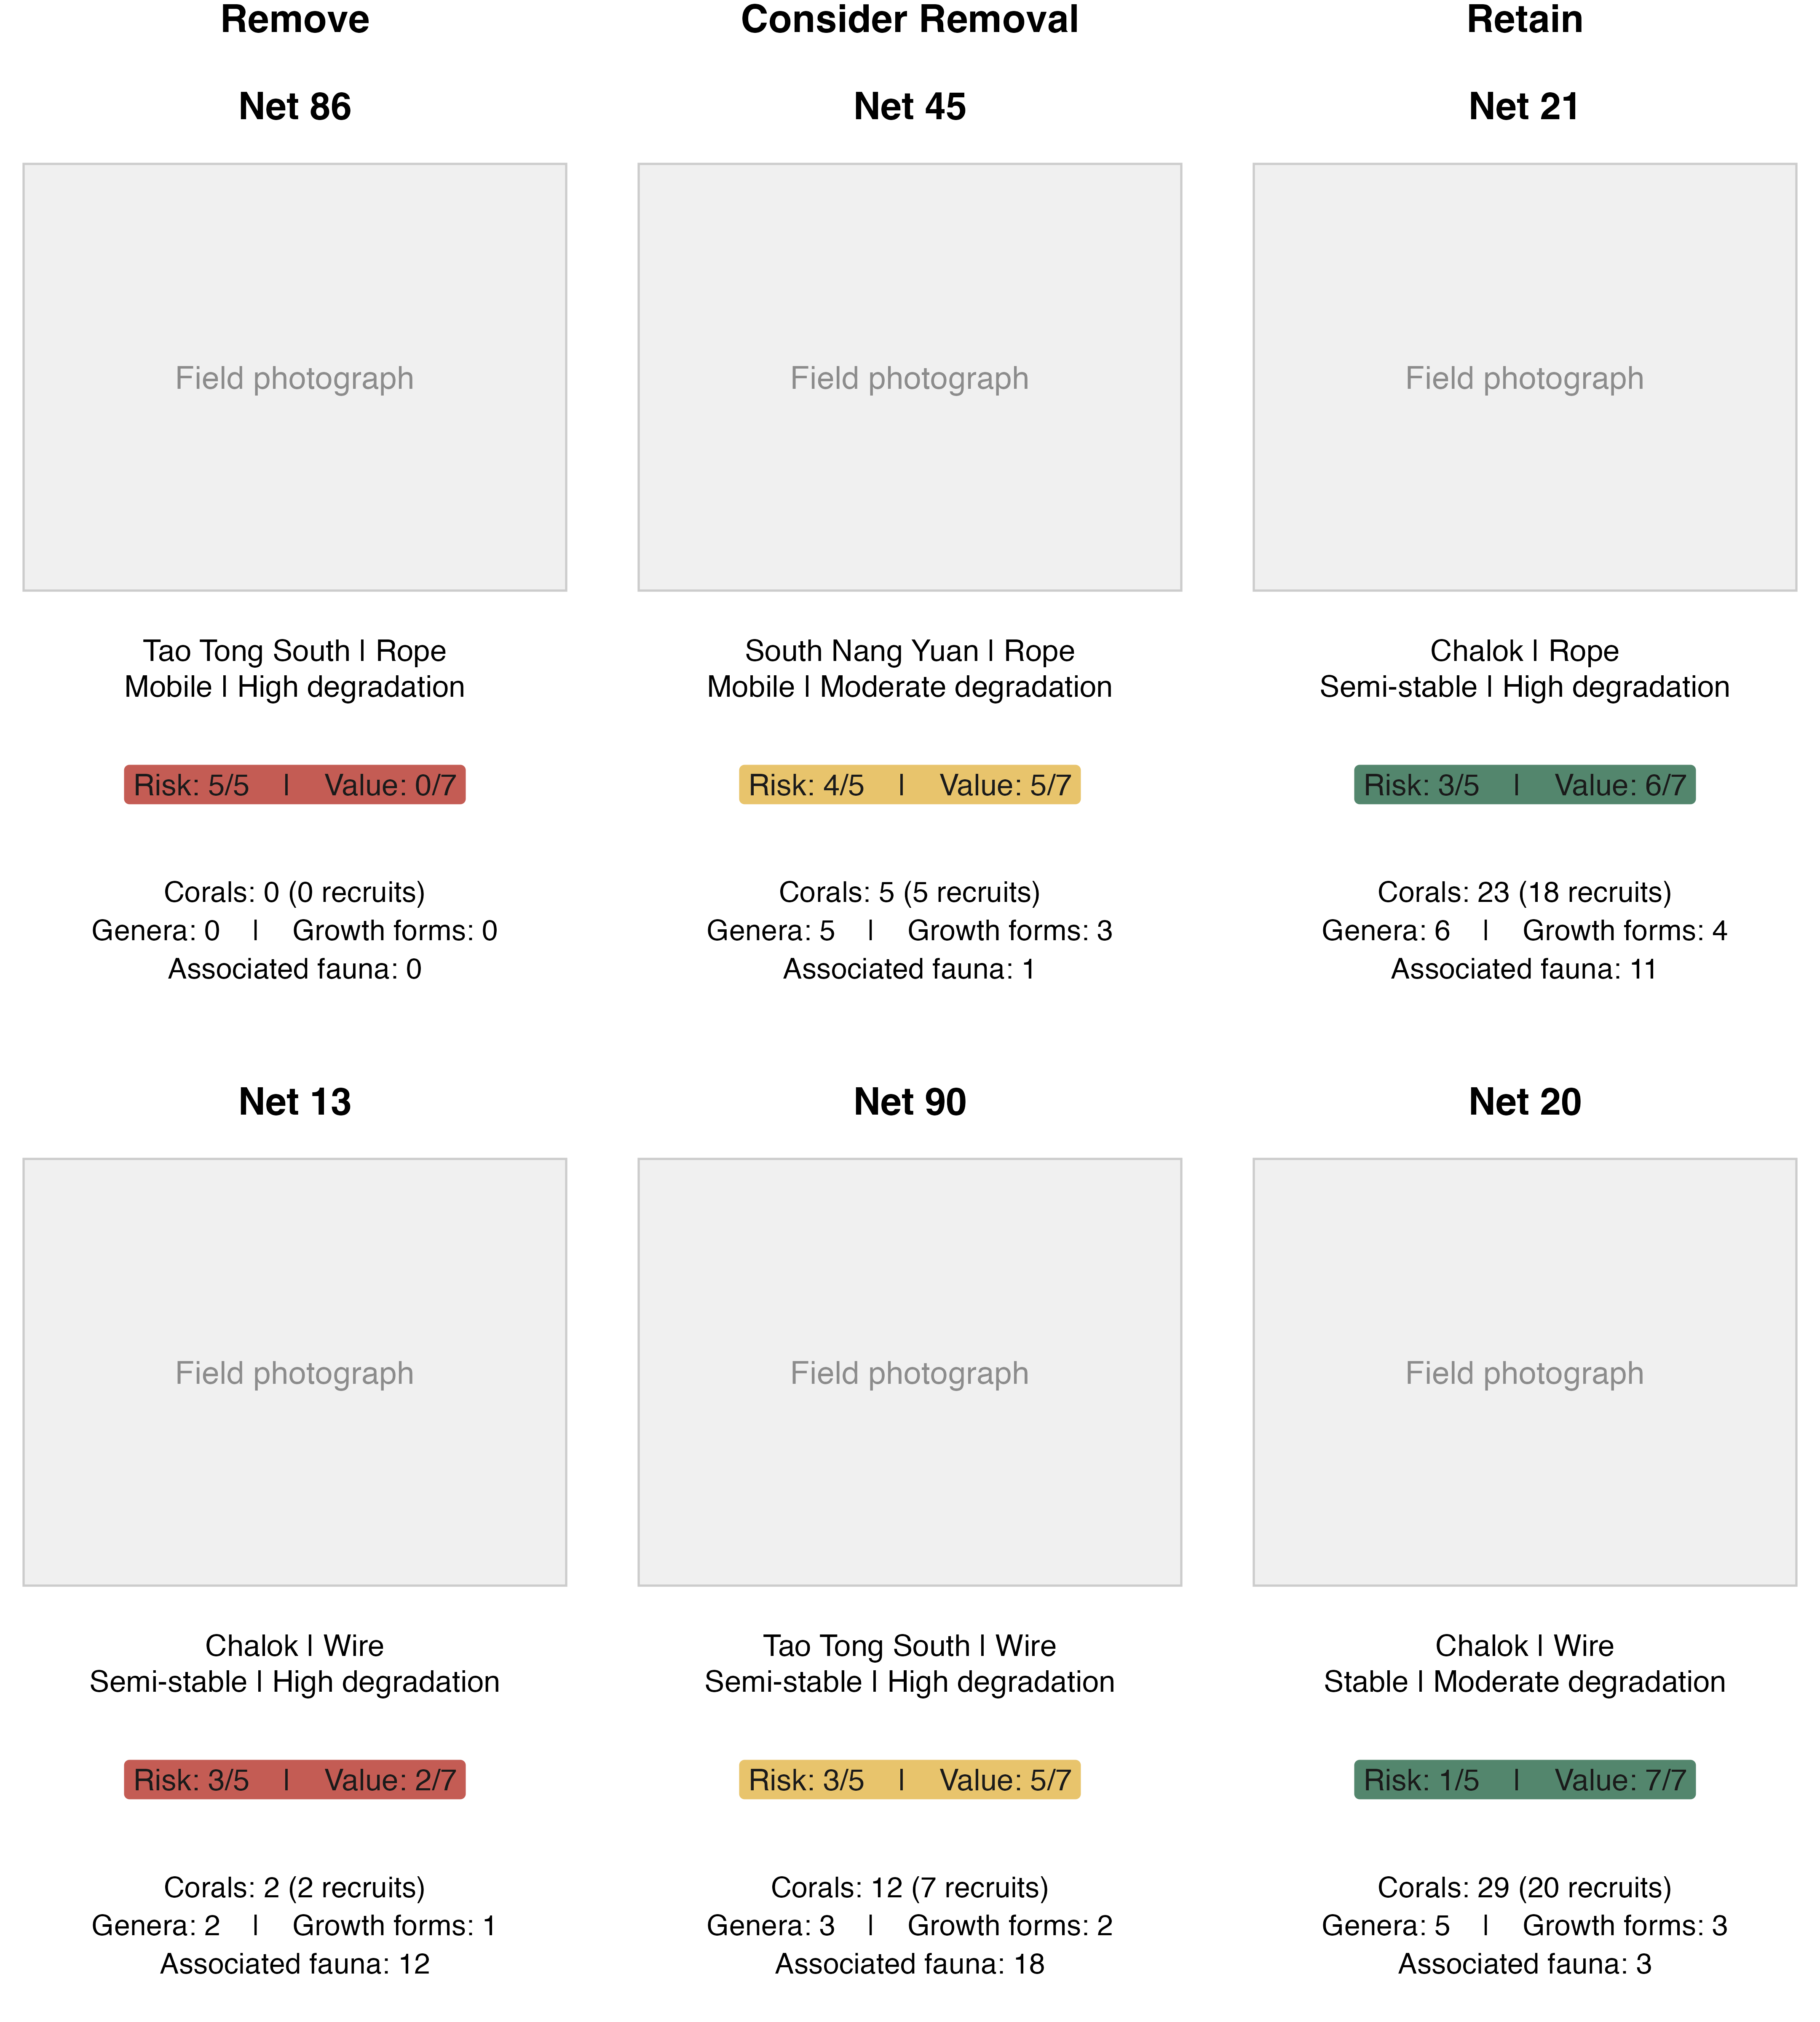 Remove
Consider Removal
Retain
Net 86
Net 45
Net 21
Field photograph
Field photograph
Field photograph
Tao Tong South | Rope
Mobile | High degradation
South Nang Yuan | Rope
Mobile | Moderate degradation
Chalok | Rope
Semi-stable | High degradation
Risk: 5/5 | Value: 0/7
Risk: 4/5 | Value: 5/7
Risk: 3/5 | Value: 6/7
Corals: 0 (0 recruits)
Genera: 0 | Growth forms: 0
Associated fauna: 0
Corals: 5 (5 recruits)
Genera: 5 | Growth forms: 3
Associated fauna: 1
Corals: 23 (18 recruits)
Genera: 6 | Growth forms: 4
Associated fauna: 11
Net 13
Net 90
Net 20
Field photograph
Field photograph
Field photograph
Chalok | Wire
Semi-stable | High degradation
Tao Tong South | Wire
Semi-stable | High degradation
Chalok | Wire
Stable | Moderate degradation
Risk: 3/5 | Value: 2/7
Risk: 3/5 | Value: 5/7
Risk: 1/5 | Value: 7/7
Corals: 2 (2 recruits)
Genera: 2 | Growth forms: 1
Associated fauna: 12
Corals: 12 (7 recruits)
Genera: 3 | Growth forms: 2
Associated fauna: 18
Corals: 29 (20 recruits)
Genera: 5 | Growth forms: 3
Associated fauna: 3